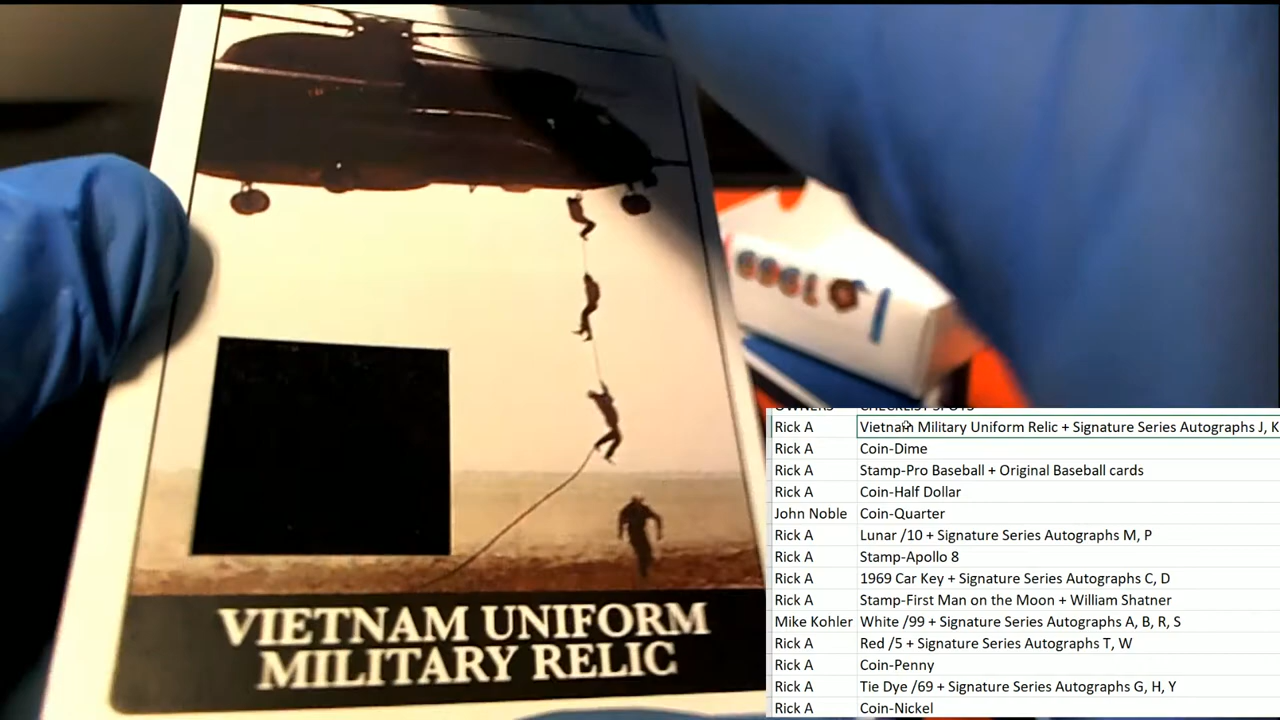 VIETNAM UNIFORM
MILITARY RELIC
OWNERS CHECKLIST SPOTS
Rick A Vietnam Military Uniform Relic + Signature Series Autographs J, K
Rick A Coin-Dime
Rick A Stamp-Pro Baseball + Original Baseball cards
Rick A Coin-Half Dollar
John Noble Coin-Quarter
Rick A Lunar /10 + Signature Series Autographs M, P
Rick A Stamp-Apollo 8
Rick A 1969 Car Key + Signature Series Autographs C, D
Rick A Stamp-First Man on the Moon + William Shatner
Mike Kohler White /99 + Signature Series Autographs A, B, R, S
Rick A Red /5 + Signature Series Autographs T, W
Rick A Coin-Penny
Rick A Tie Dye /69 + Signature Series Autographs G, H, Y
Rick A Coin-Nickel